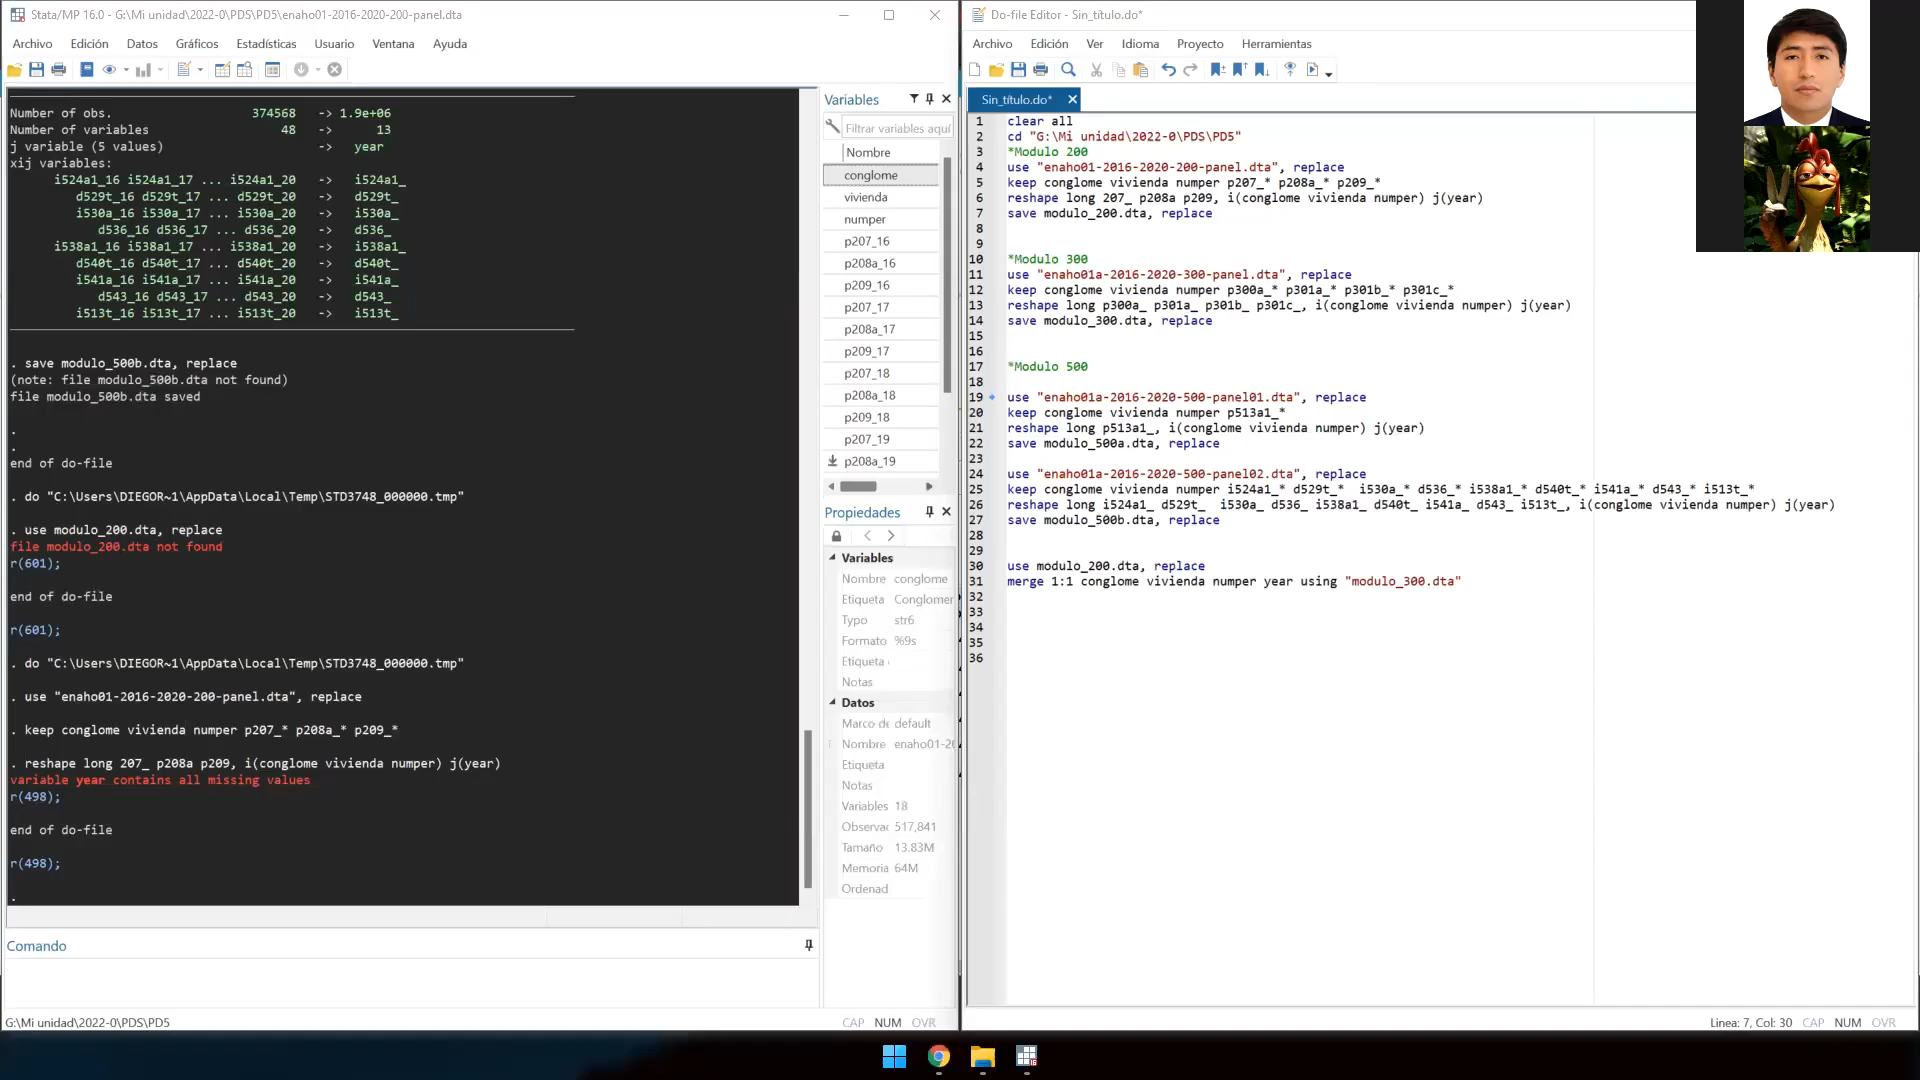 Stata/MP 16.0 - G:\Mi unidad\2022-0\PDS\PD5\enaho01-2016-2020-200-panel.dta
Archivo Edición Datos Gráficos Estadísticas Usuario Ventana Ayuda
Number of obs. 374568 -> 1.9e+06
Number of variables 48 -> 13
j variable (5 values) -> year
xij variables:
i524a1_16 i524a1_17 ... i524a1_20 -> i524a1_
d529t_16 d529t_17 ... d529t_20 -> d529t_
i530a_16 i530a_17 ... i530a_20 -> i530a_
d536_16 d536_17 ... d536_20 -> d536_
i538a1_16 i538a1_17 ... i538a1_20 -> i538a1_
d540t_16 d540t_17 ... d540t_20 -> d540t_
i541a_16 i541a_17 ... i541a_20 -> i541a_
d543_16 d543_17 ... d543_20 -> d543_
i513t_16 i513t_17 ... i513t_20 -> i513t_
. save modulo_500b.dta, replace
(note: file modulo_500b.dta not found)
file modulo_500b.dta saved
.
.
end of do-file
. do "C:\Users\DIEGOR~1\AppData\Local\Temp\STD3748_000000.tmp"
. use modulo_200.dta, replace
file modulo_200.dta not found
r(601);
end of do-file
r(601);
. do "C:\Users\DIEGOR~1\AppData\Local\Temp\STD3748_000000.tmp"
. use "enaho01-2016-2020-200-panel.dta", replace
. keep conglome vivienda numper p207_* p208a_* p209_*
. reshape long 207_ p208a p209, i(conglome vivienda numper) j(year)
variable year contains all missing values
r(498);
end of do-file
r(498);
.
Comando
G:\Mi unidad\2022-0\PDS\PD5
CAP NUM OVR
Variables
Filtrar variables aquí
Nombre
conglome
vivienda
numper
p207_16
p208a_16
p209_16
p207_17
p208a_17
p209_17
p207_18
p208a_18
p209_18
p207_19
p208a_19
Propiedades
Variables
Nombre conglome
Etiqueta Conglomer
Tipo str6
Formato %9s
Etiqueta
Notas
Datos
Marco de default
Nombre enaho01-20
Etiqueta
Notas
Variables 18
Observac 517,841
Tamaño 13.83M
Memoria 64M
Ordenad
Do-file Editor - Sin_título.do*
Archivo Edición Ver Idioma Proyecto Herramientas
Sin_título.do*
1 clear all
2 cd "G:\Mi unidad\2022-0\PDS\PD5"
3 *Modulo 200
4 use "enaho01-2016-2020-200-panel.dta", replace
5 keep conglome vivienda numper p207_* p208a_* p209_*
6 reshape long 207_ p208a p209, i(conglome vivienda numper) j(year)
7 save modulo_200.dta, replace
8
9
10 *Modulo 300
11 use "enaho01a-2016-2020-300-panel.dta", replace
12 keep conglome vivienda numper p300a_* p301a_* p301b_* p301c_*
13 reshape long p300a_ p301a_ p301b_ p301c_, i(conglome vivienda numper) j(year)
14 save modulo_300.dta, replace
15
16
17 *Modulo 500
18
19 use "enaho01a-2016-2020-500-panel01.dta", replace
20 keep conglome vivienda numper p513a1_*
21 reshape long p513a1_, i(conglome vivienda numper) j(year)
22 save modulo_500a.dta, replace
23
24 use "enaho01a-2016-2020-500-panel02.dta", replace
25 keep conglome vivienda numper i524a1_* d529t_* i530a_* d536_* i538a1_* d540t_* i541a_* d543_* i513t_*
26 reshape long i524a1_ d529t_ i530a_ d536_ i538a1_ d540t_ i541a_ d543_ i513t_, i(conglome vivienda numper) j(year)
27 save modulo_500b.dta, replace
28
29
30 use modulo_200.dta, replace
31 merge 1:1 conglome vivienda numper year using "modulo_300.dta"
32
33
34
35
36
Linea: 7, Col: 30 CAP NUM OVR